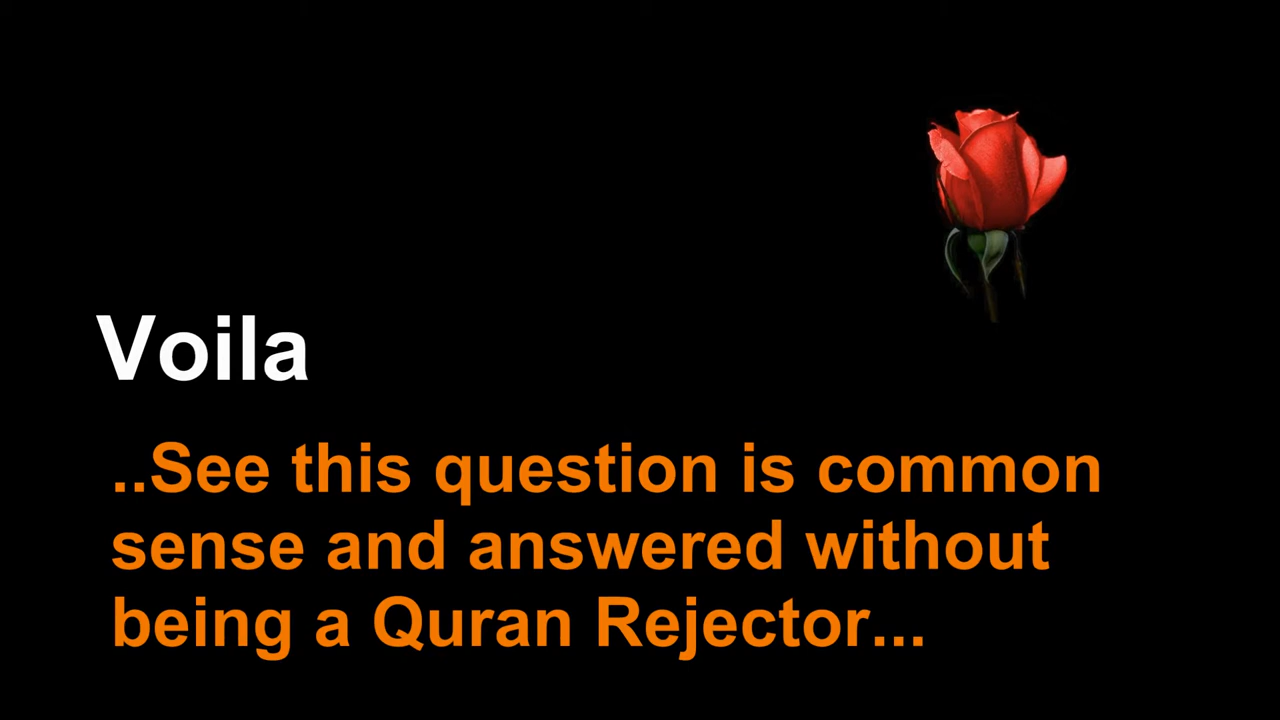 Voila
..See this question is common
sense and answered without
being a Quran Rejector...